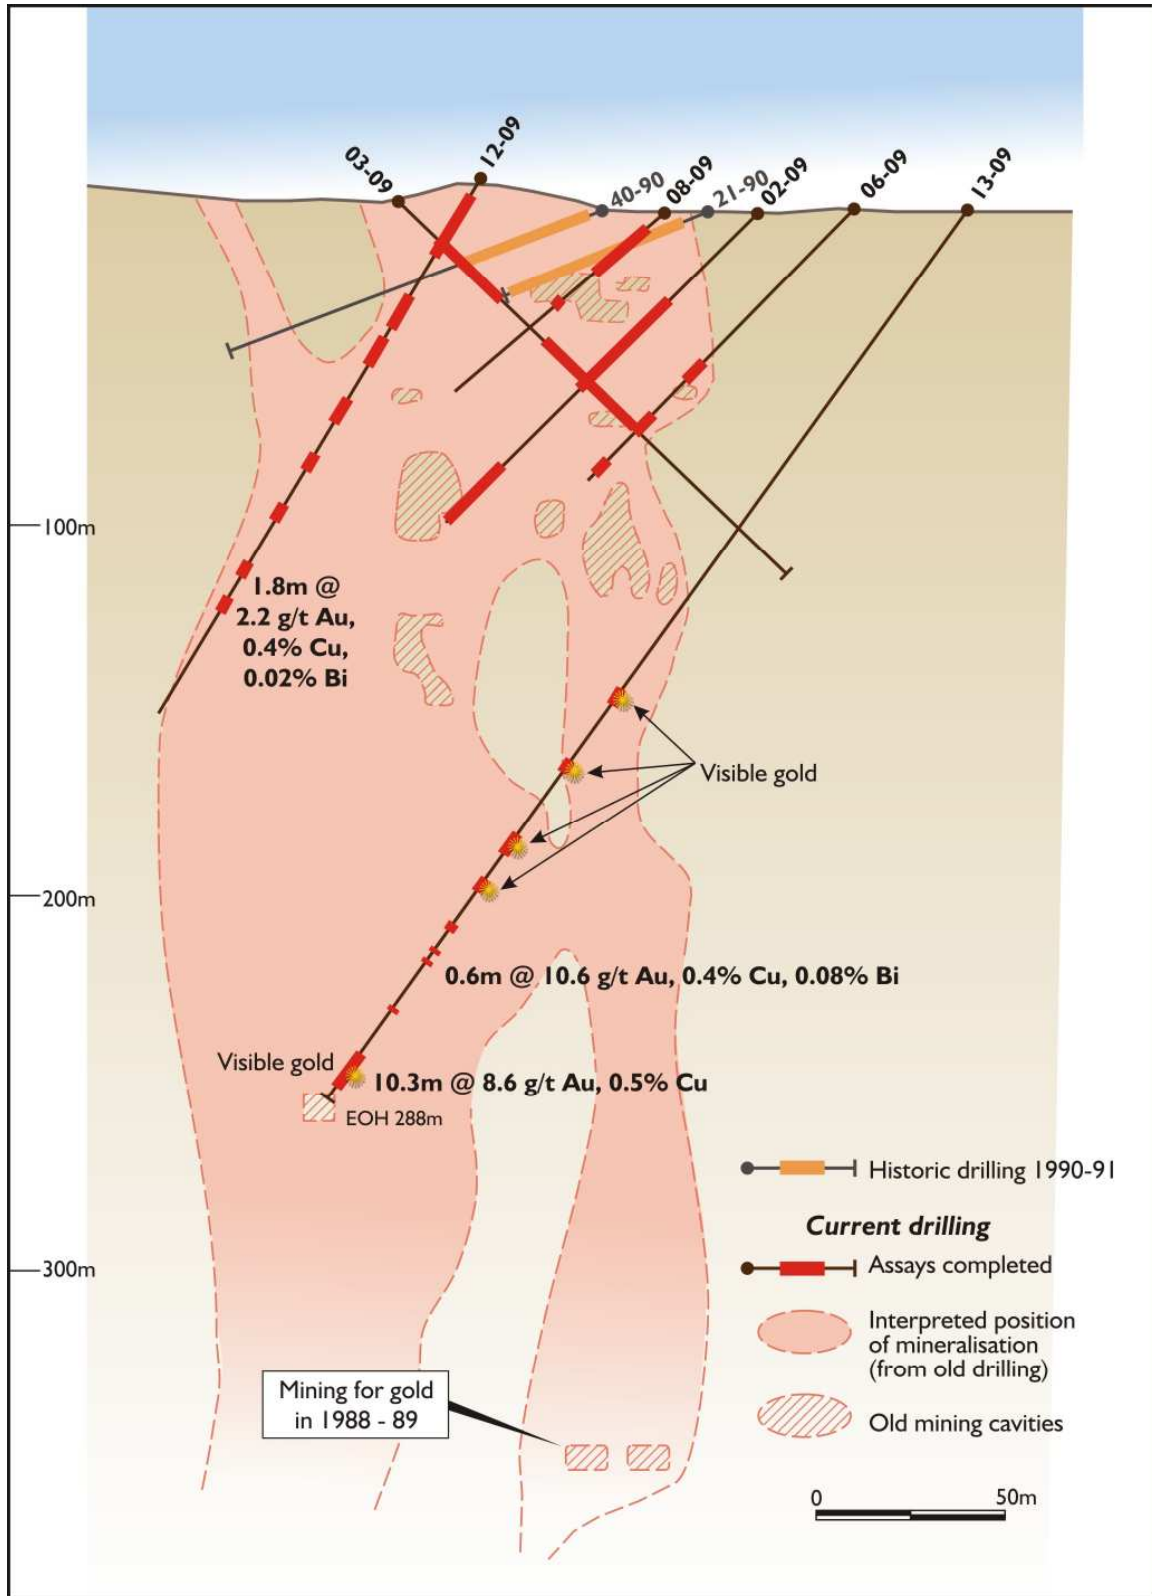 03-09
12-09
40-90
08-09
21-90
02-09
06-09
13-09
100m
1.8m @
2.2 g/t Au,
0.4% Cu,
0.02% Bi
Visible gold
200m
0.6m @ 10.6 g/t Au, 0.4% Cu, 0.08% Bi
Visible gold
10.3m @ 8.6 g/t Au, 0.5% Cu
EOH 288m
Historic drilling 1990-91
Current drilling
Assays completed
300m
Interpreted position
of mineralisation
(from old drilling)
Mining for gold
in 1988 - 89
Old mining cavities
0 50m